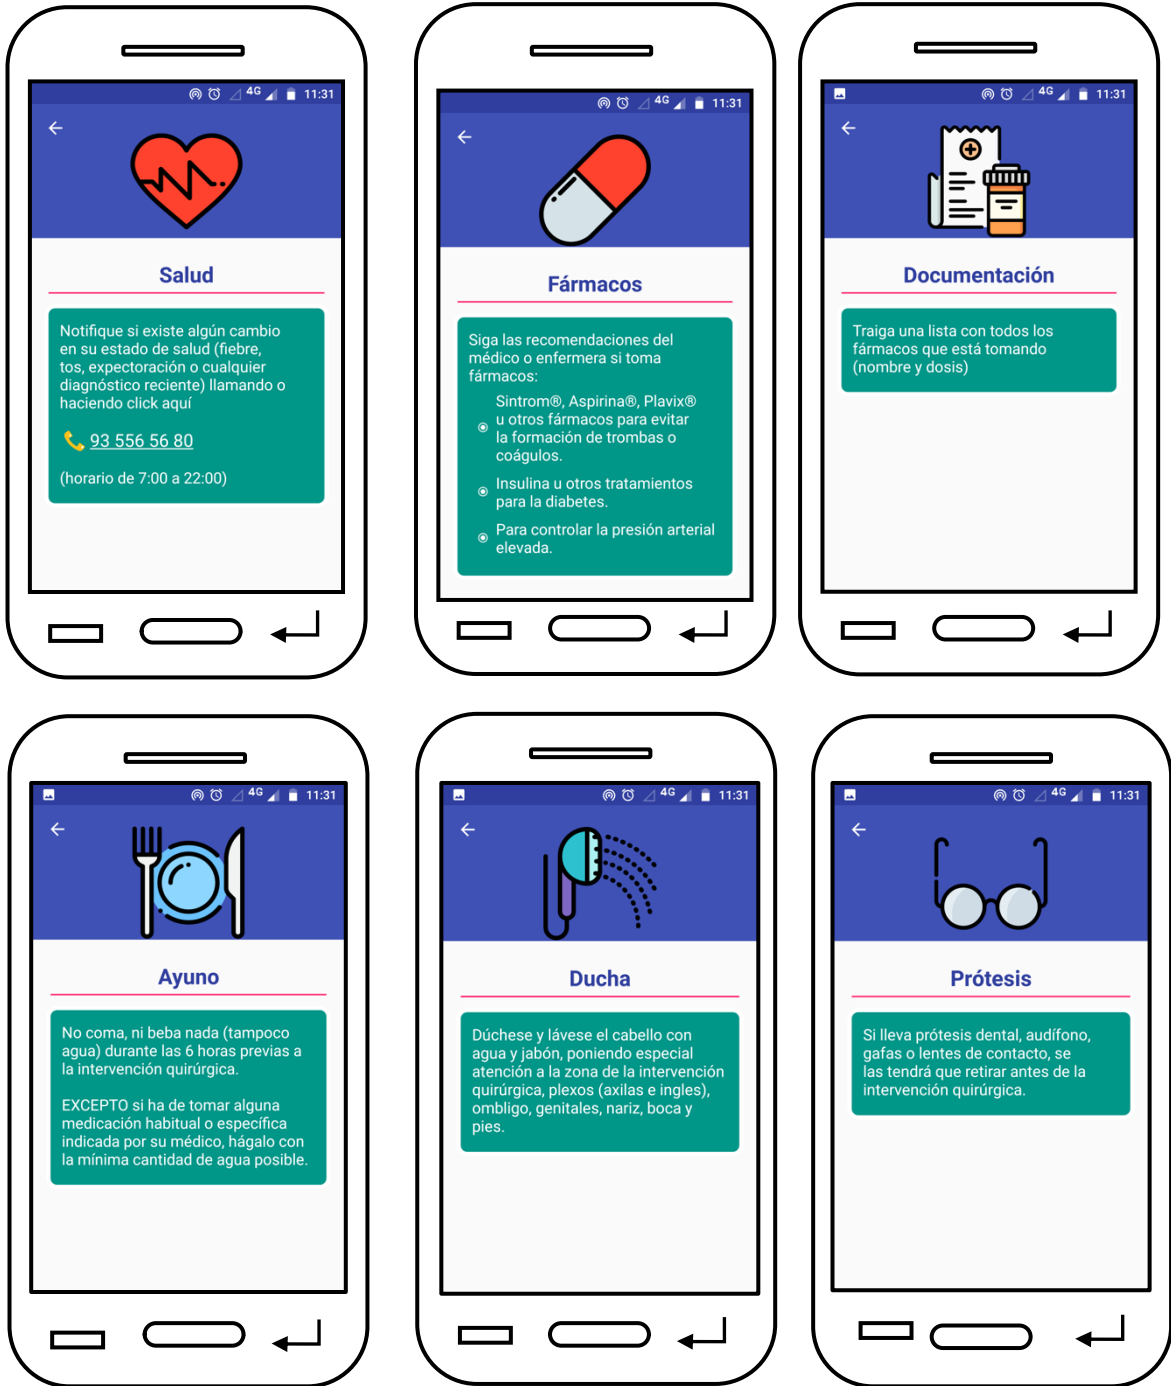 4G 11:31
Salud
Notifique si existe algún cambio
en su estado de salud (fiebre,
tos, expectoración o cualquier
diagnóstico reciente) llamando o
haciendo click aquí
93 556 56 80
(horario de 7:00 a 22:00)
4G 11:31
Fármacos
Siga las recomendaciones del
médico o enfermera si toma
fármacos:
Sintrom®, Aspirina®, Plavix®
u otros fármacos para evitar
la formación de trombas o
coágulos.
Insulina u otros tratamientos
para la diabetes.
Para controlar la presión arterial
elevada.
4G 11:31
Documentación
Traiga una lista con todos los
fármacos que está tomando
(nombre y dosis)
4G 11:31
Ayuno
No coma, ni beba nada (tampoco
agua) durante las 6 horas previas a
la intervención quirúrgica.
EXCEPTO si ha de tomar alguna
medicación habitual o específica
indicada por su médico, hágalo con
la mínima cantidad de agua posible.
4G 11:31
Ducha
Dúchese y lávese el cabello con
agua y jabón, poniendo especial
atención a la zona de la intervención
quirúrgica, plexos (axilas e ingles),
ombligo, genitales, nariz, boca y
pies.
4G 11:31
Prótesis
Si lleva prótesis dental, audífono,
gafas o lentes de contacto, se
las tendrá que retirar antes de la
intervención quirúrgica.